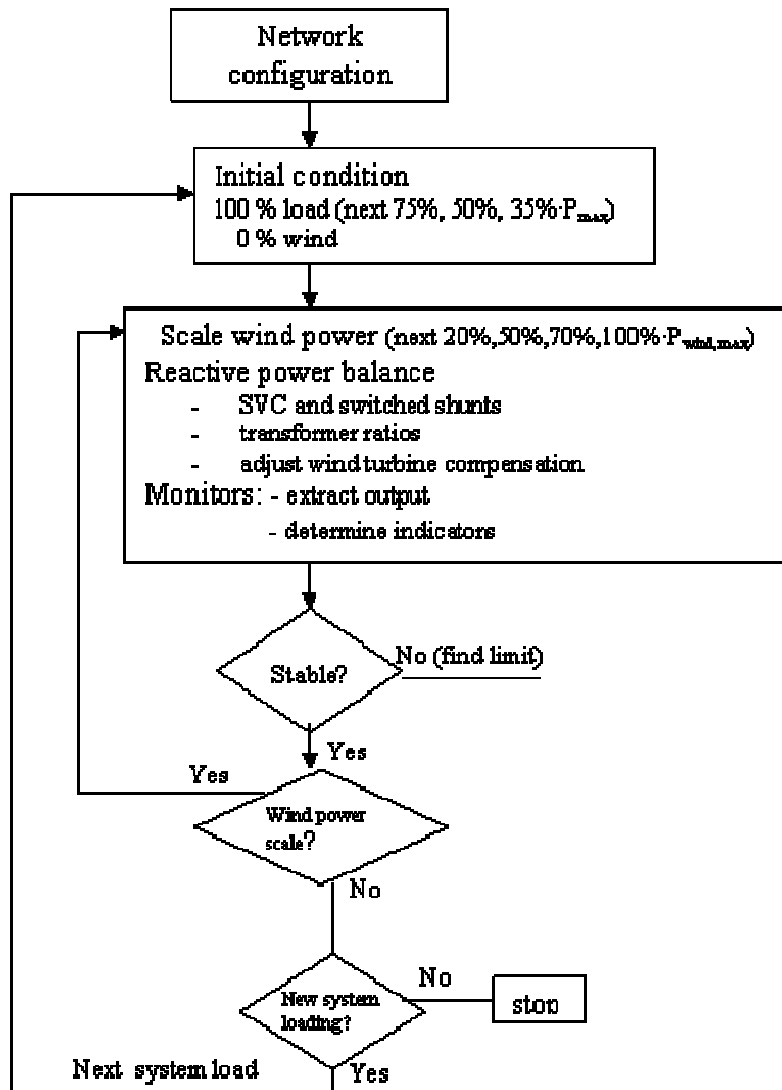 Network
configuration
Initial condition
100 % load (next 75%, 50%, 35%·Pmax)
0 % wind
Scale wind power (next 20%,50%,70%,100%·Pwind,max)
Reactive power balance
- SVC and switched shunts
- transformer ratios
- adjust wind turbine compensation
Monitors: - extract output
- determine indicators
Stable?
No (find limit)
Yes
Yes
Wind power
scale?
No
New system
loading?
No
stop
Next system load
Yes